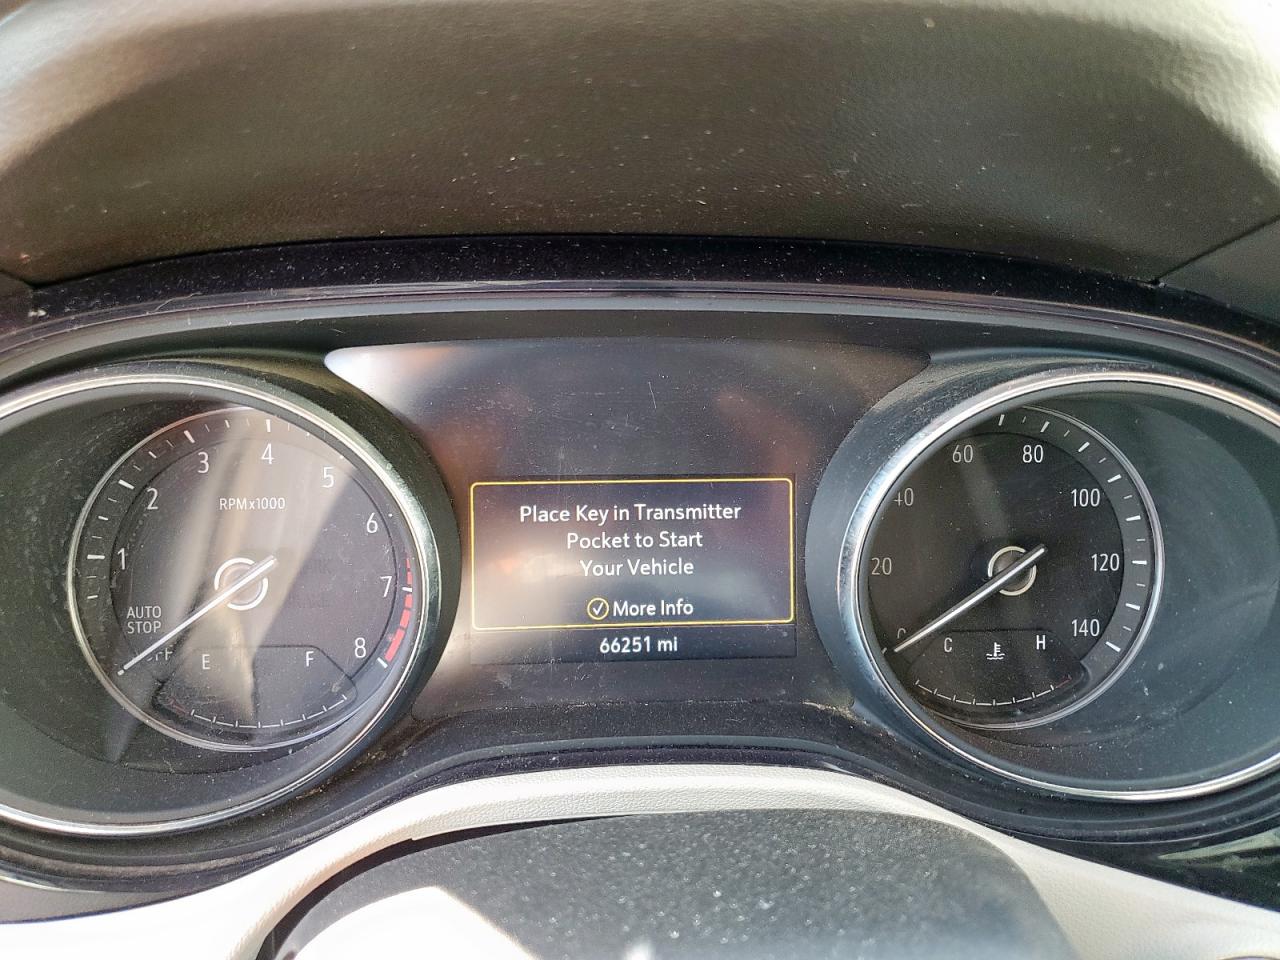 1
2
3
4
5
6
7
8
RPMx1000
AUTO
STOP
E
F
Place Key in Transmitter
Pocket to Start
Your Vehicle
More Info
66251 mi
20
60
80
100
120
140
C
H